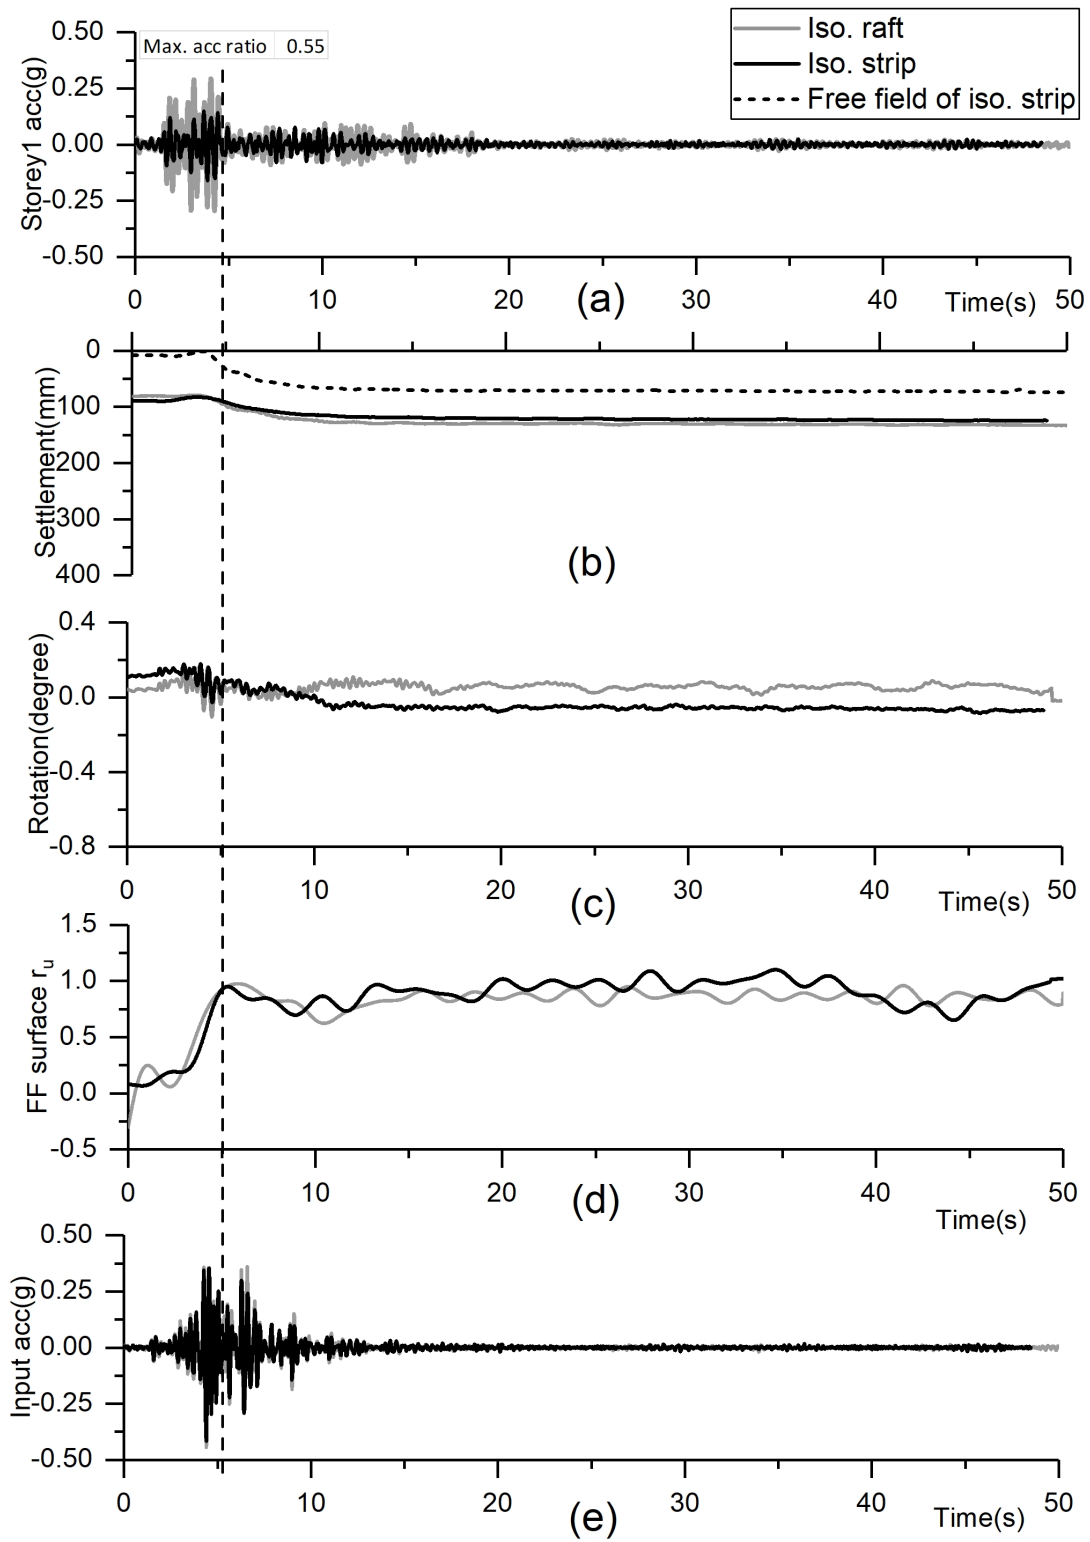 Iso. raft
Iso. strip
Free field of iso. strip
Max. acc ratio 0.55
Storey1 acc(g)
0.50
0.25
0.00
-0.25
-0.50
0 10 20 30 40 50
(a)
Time(s)
Settlement(mm)
0
100
200
300
400
(b)
Rotation(degree)
0.4
0.0
-0.4
-0.8
0 10 20 30 40 50
(c)
Time(s)
FF surface ru
1.5
1.0
0.5
0.0
-0.5
0 10 20 30 40 50
(d)
Time(s)
Input acc(g)
0.50
0.25
0.00
-0.25
-0.50
0 10 20 30 40 50
(e)
Time(s)